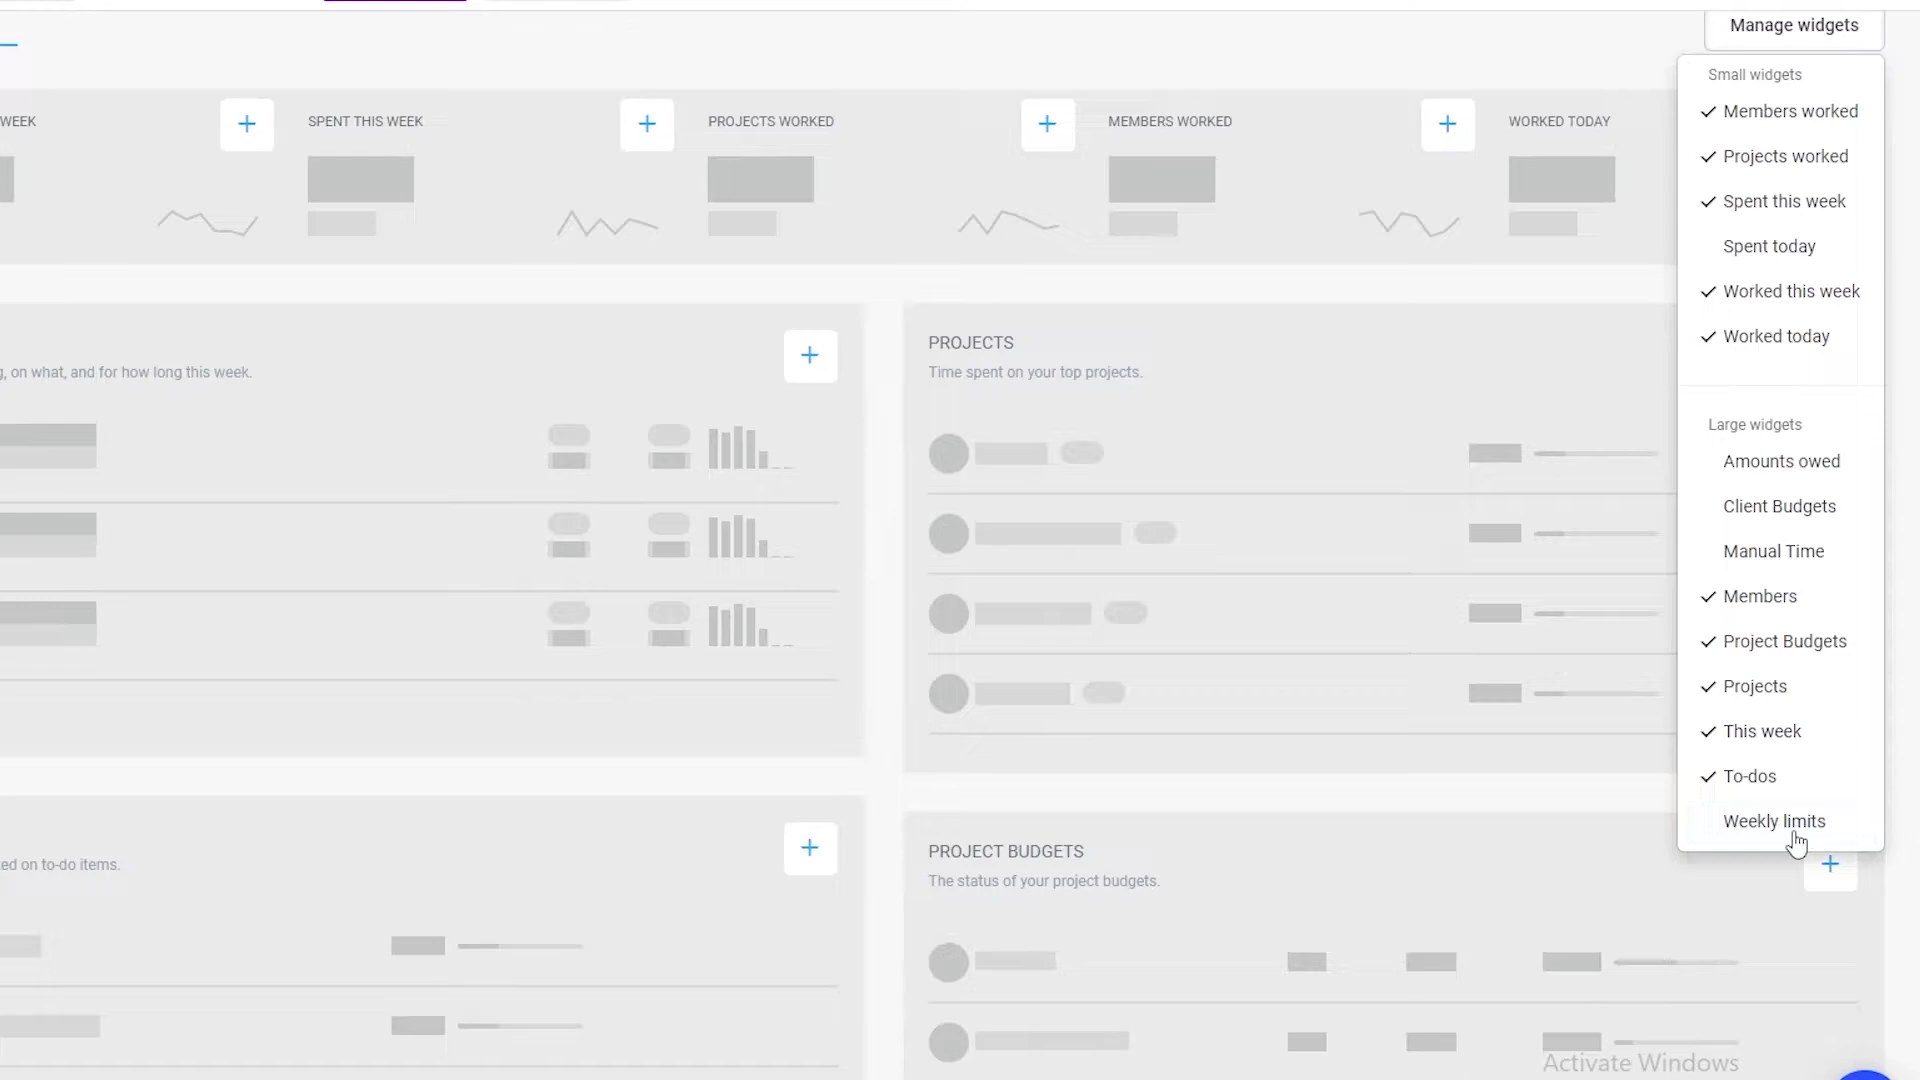 Manage widgets
Small widgets
Members worked
Projects worked
Spent this week
Spent today
Worked this week
Worked today
Large widgets
Amounts owed
Client Budgets
Manual Time
Members
Project Budgets
Projects
This week
To-dos
Weekly limits
WEEK
SPENT THIS WEEK
PROJECTS WORKED
MEMBERS WORKED
WORKED TODAY
, on what, and for how long this week.
PROJECTS
Time spent on your top projects.
ed on to-do items.
PROJECT BUDGETS
The status of your project budgets.
Activate Windows